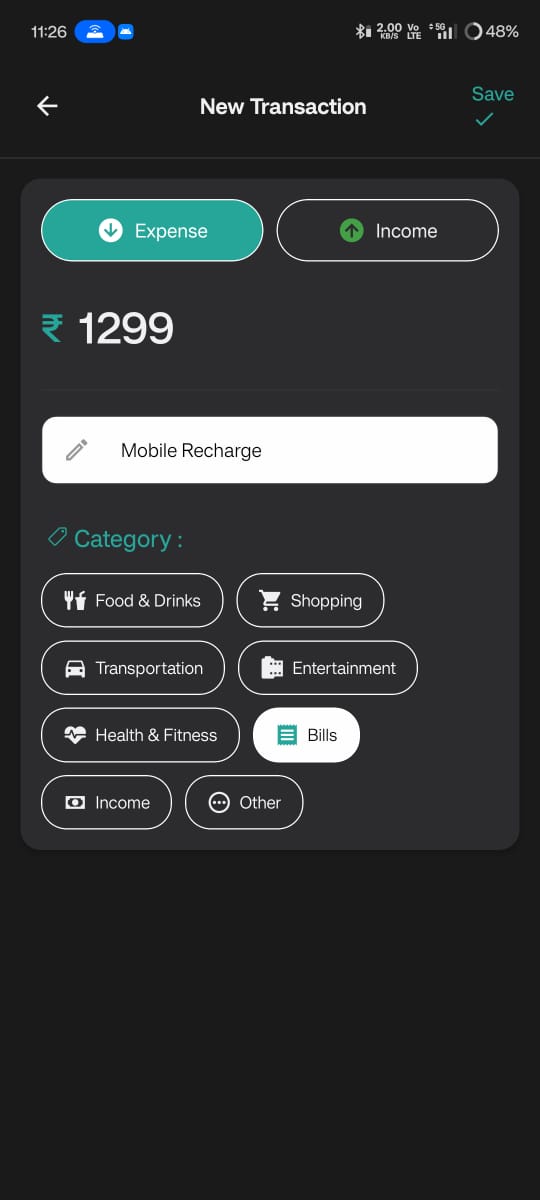 11:26 2.00 KB/S Vo LTE 5G 48%
New Transaction
Save
Expense Income
₹ 1299
Mobile Recharge
Category :
Food & Drinks Shopping
Transportation Entertainment
Health & Fitness Bills
Income Other